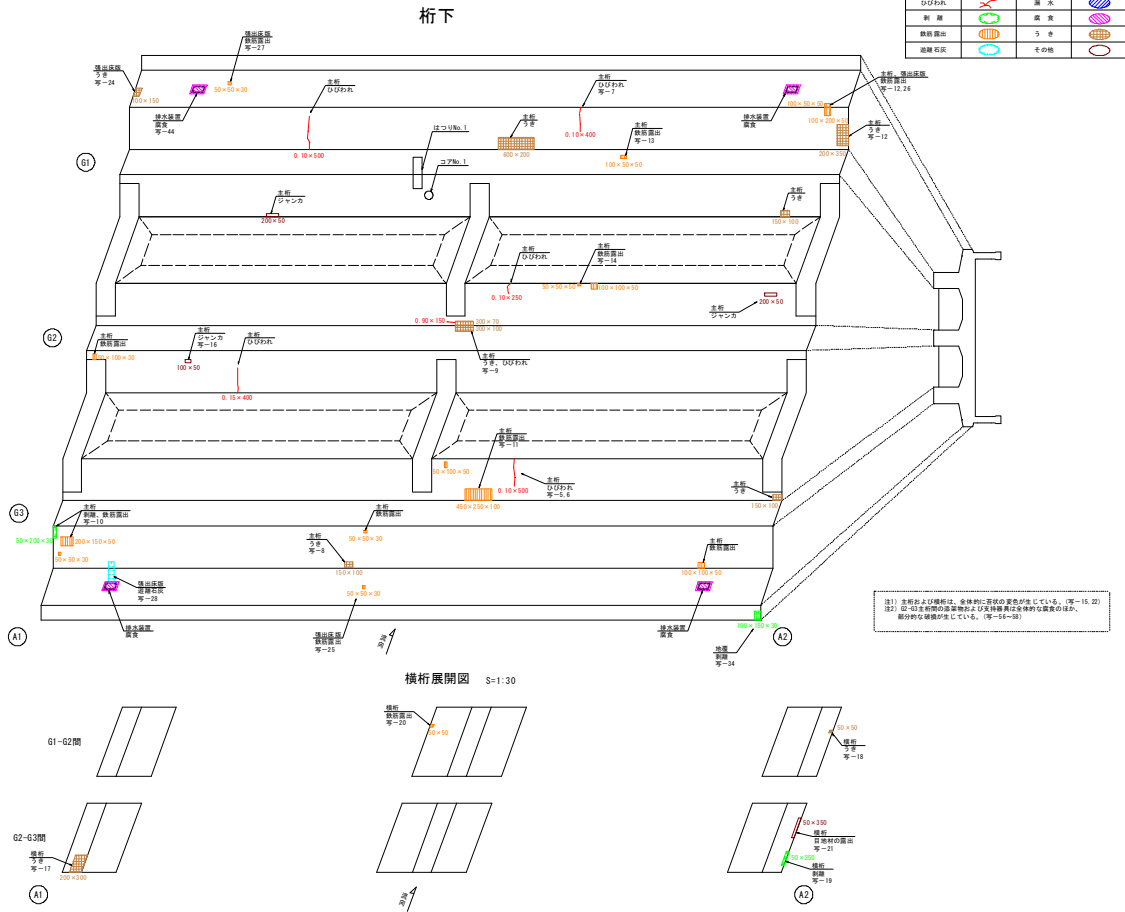 桁下
ひびわれ
漏 水
剥 離
腐 食
鉄筋露出
う き
遊離石灰
その他
張出床版
うき
写-24
100×150
張出床版
鉄筋露出
写-27
50×50×30
排水装置
腐食
写-44
主桁
ひびわれ
0.10×500
主桁
ひびわれ
写-7
0.10×400
主桁
うき
600×200
主桁
鉄筋露出
写-13
100×50×50
排水装置
腐食
主桁、張出床版
鉄筋露出
写-12,26
100×50×50
100×200×50
主桁
うき
写-12
200×350
はつりNo.1
コアNo.1
G1
主桁
ジャンカ
200×50
主桁
うき
150×100
主桁
ひびわれ
0.10×250
主桁
鉄筋露出
写-14
50×50×50
100×100×50
主桁
ジャンカ
200×50
G2
0.90×150
300×70
300×100
主桁
うき、ひびわれ
写-9
主桁
鉄筋露出
50×100×30
主桁
ジャンカ
写-16
100×50
主桁
ひびわれ
0.15×400
主桁
鉄筋露出
写-11
50×100×50
450×250×100
主桁
ひびわれ
写-5,6
0.10×500
主桁
うき
150×100
G3
主桁
剥離、鉄筋露出
写-10
50×200×30
200×150×50
50×50×30
主桁
鉄筋露出
50×50×30
主桁
うき
写-8
150×100
主桁
鉄筋露出
100×100×50
張出床版
遊離石灰
写-28
排水装置
腐食
50×50×30
張出床版
鉄筋露出
写-25
排水装置
腐食
100×150×30
地覆
剥離
写-34
A1
A2
注1) 主桁および横桁は、全体的に苔状の変色が生じている。(写-15,22)
注2) G2-G3主桁間の添架物および支持器具は全体的な腐食のほか、
部分的な破損が生じている。(写-56~58)
横桁展開図 S=1:30
G1-G2間
横桁
鉄筋露出
写-20
50×50
50×50
横桁
うき
写-18
G2-G3間
横桁
うき
写-17
200×300
50×350
横桁
目地材の露出
写-21
50×250
横桁
剥離
写-19
A1
A2